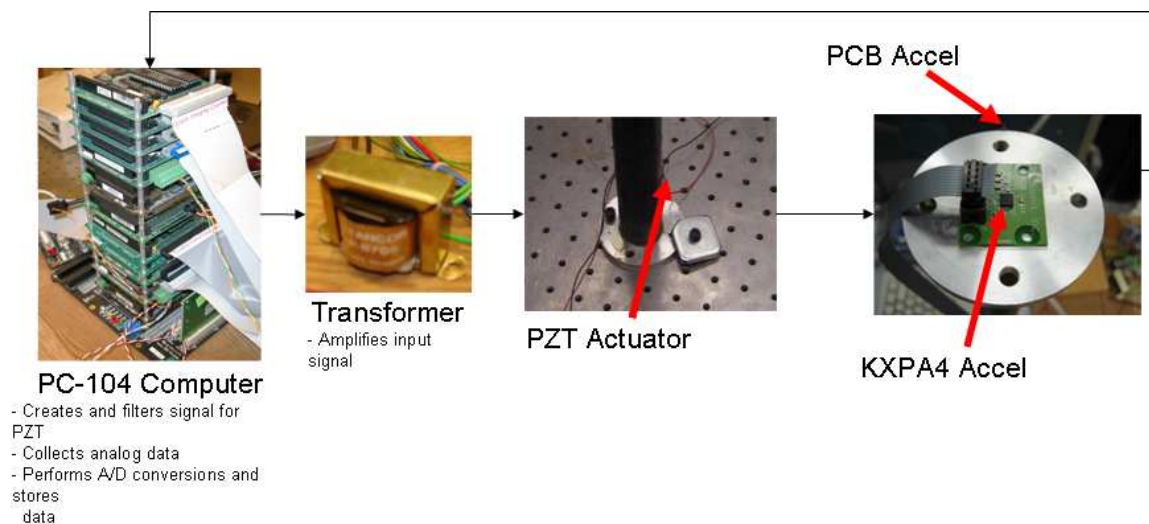 PCB Accel
Transformer
- Amplifies input
signal
PZT Actuator
KXPA4 Accel
PC-104 Computer
- Creates and filters signal for
PZT
- Collects analog data
- Performs A/D conversions and
stores
data